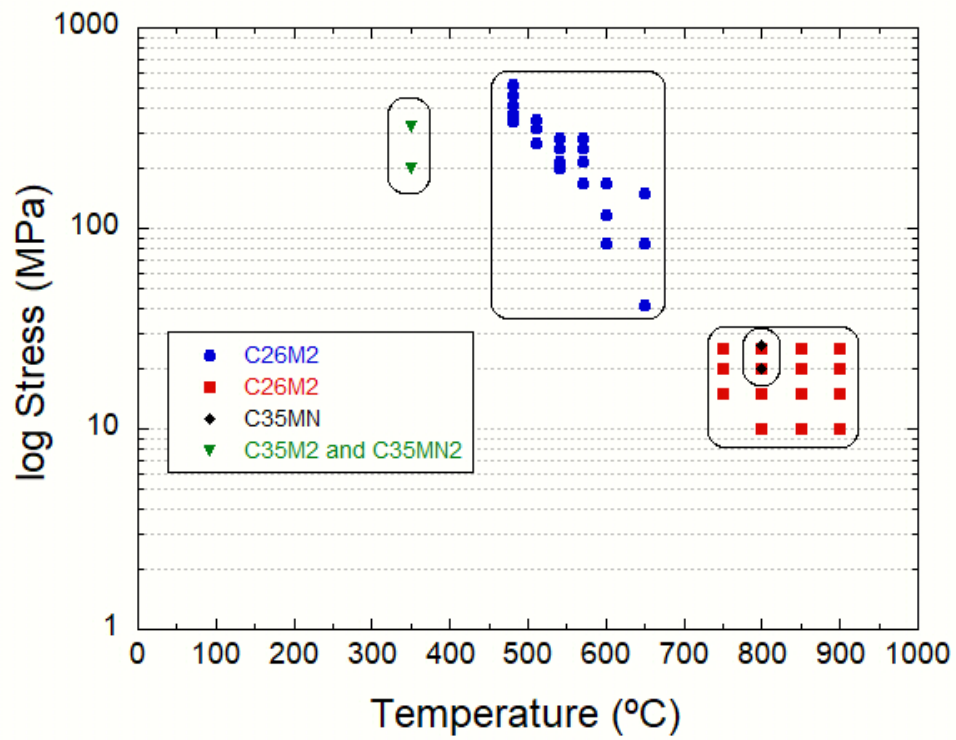 1000
100
10
1
log Stress (MPa)
C26M2
C26M2
C35MN
C35M2 and C35MN2
0 100 200 300 400 500 600 700 800 900 1000
Temperature (ºC)